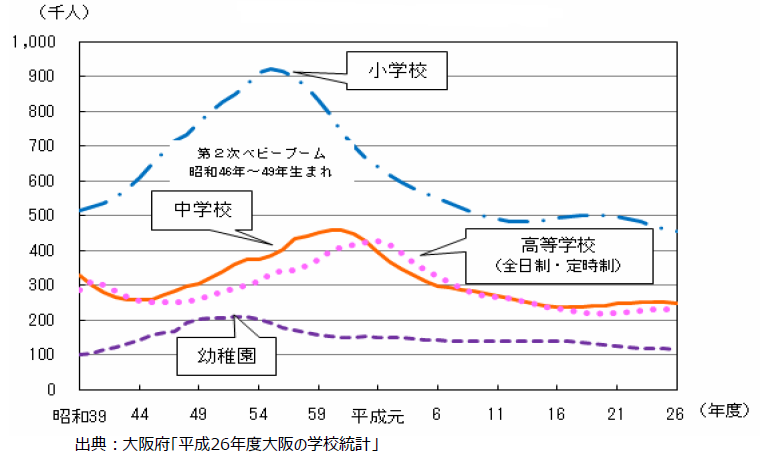 （千人）
1,000
900
800
700
600
500
400
300
200
100
0
小学校
第２次ベビーブーム
昭和46年～49年生まれ
中学校
高等学校
（全日制・定時制）
幼稚園
昭和39 44 49 54 59 平成元 6 11 16 21 26 （年度）
出典：大阪府「平成26年度大阪の学校統計」